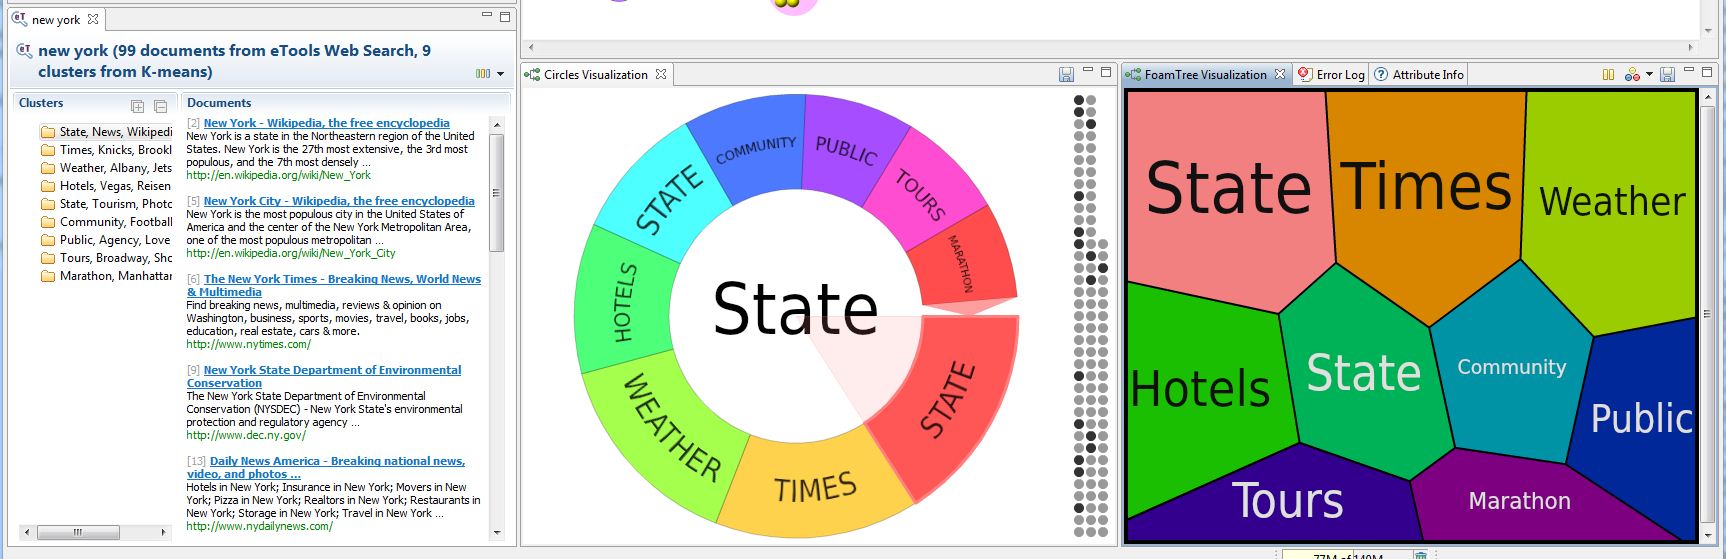 new york
new york (99 documents from eTools Web Search, 9
clusters from K-means)
Clusters
State, News, Wikipedi
Times, Knicks, Brookl
Weather, Albany, Jets
Hotels, Vegas, Reisen
State, Tourism, Photo
Community, Football
Public, Agency, Love
Tours, Broadway, Sho
Marathon, Manhattar
Documents
[2] New York - Wikipedia, the free encyclopedia
New York is a state in the Northeastern region of the United
States. New York is the 27th most extensive, the 3rd most
populous, and the 7th most densely ...
http://en.wikipedia.org/wiki/New_York
[5] New York City - Wikipedia, the free encyclopedia
New York is the most populous city in the United States of
America and the center of the New York Metropolitan Area,
one of the most populous metropolitan ...
http://en.wikipedia.org/wiki/New_York_City
[6] The New York Times - Breaking News, World News
& Multimedia
Find breaking news, multimedia, reviews & opinion on
Washington, business, sports, movies, travel, books, jobs,
education, real estate, cars & more.
http://www.nytimes.com/
[9] New York State Department of Environmental
Conservation
The New York State Department of Environmental
Conservation (NYSDEC) - New York State's environmental
protection and regulatory agency ...
http://www.dec.ny.gov/
[13] Daily News America - Breaking national news,
video, and photos ...
Hotels in New York; Insurance in New York; Movers in New
York; Pizza in New York; Realtors in New York; Restaurants in
New York; Storage in New York; Travel in New York ...
http://www.nydailynews.com/
Circles Visualization
COMMUNITY
PUBLIC
TOURS
MARATHON
STATE
TIMES
WEATHER
HOTELS
STATE
State
FoamTree Visualization
Error Log
Attribute Info
State
Times
Weather
Hotels
State
Community
Public
Tours
Marathon